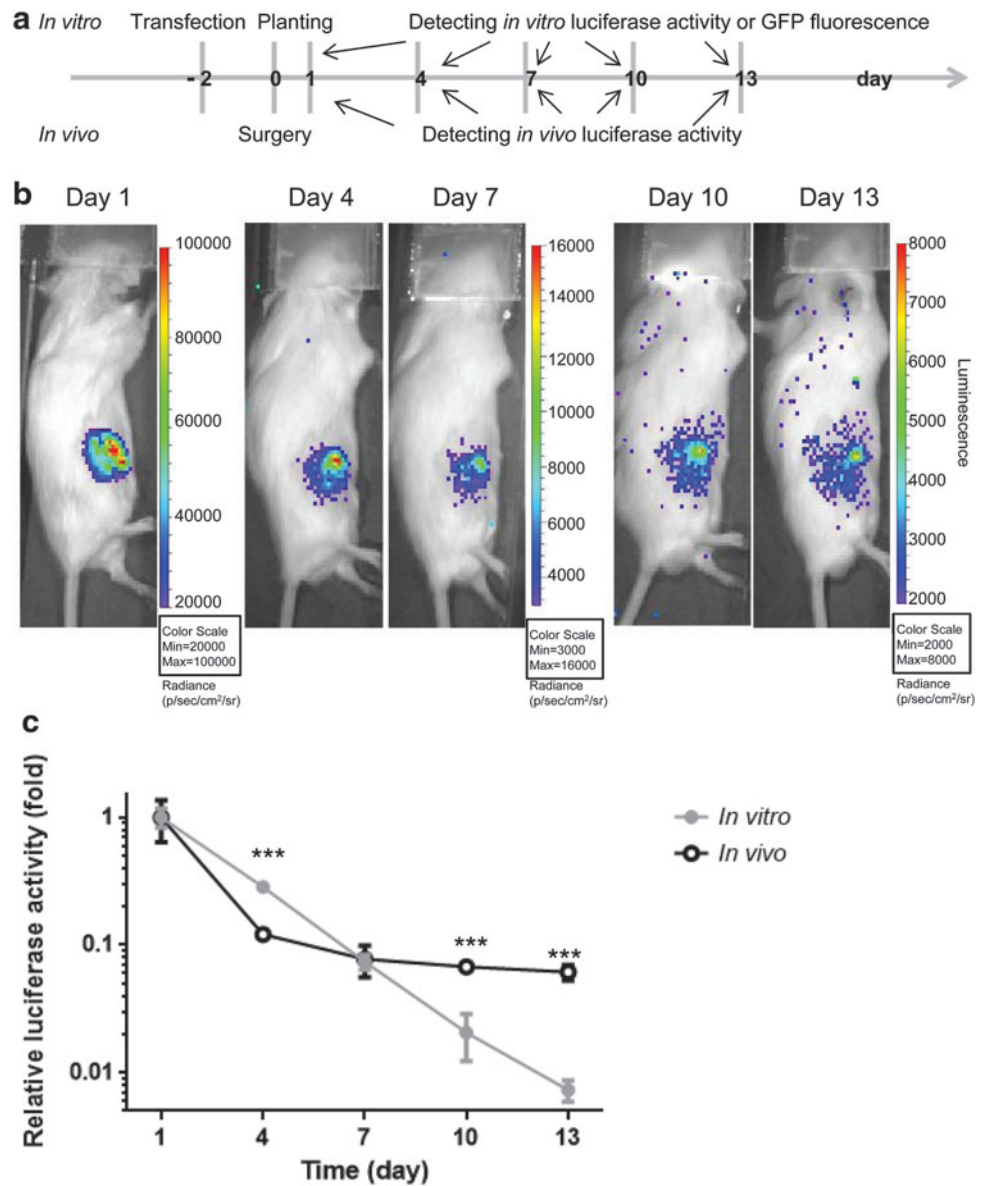 a In vitro Transfection Planting Detecting in vitro luciferase activity or GFP fluorescence
-2 0 1 4 7 10 13 day
In vivo Surgery Detecting in vivo luciferase activity
b Day 1 Day 4 Day 7 Day 10 Day 13
100000
80000
60000
40000
20000
Color Scale
Min=20000
Max=100000
Radiance
(p/sec/cm²/sr)
16000
14000
12000
10000
8000
6000
4000
Color Scale
Min=3000
Max=16000
Radiance
(p/sec/cm²/sr)
8000
7000
6000
5000
4000
3000
2000
Luminescence
Color Scale
Min=2000
Max=8000
Radiance
(p/sec/cm²/sr)
c
Relative luciferase activity (fold)
1
0.1
0.01
***
***
***
In vitro
In vivo
1 4 7 10 13
Time (day)